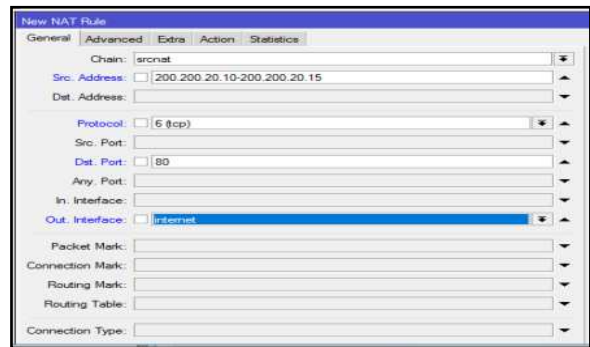 New NAT Rule
General Advanced Extra Action Statistics
Chain: srcnat
Src. Address: 200.200.20.10-200.200.20.15
Dst. Address:
Protocol: 6 (tcp)
Src. Port:
Dst. Port: 80
Any. Port:
In. Interface:
Out. Interface: internet
Packet Mark:
Connection Mark:
Routing Mark:
Routing Table:
Connection Type: